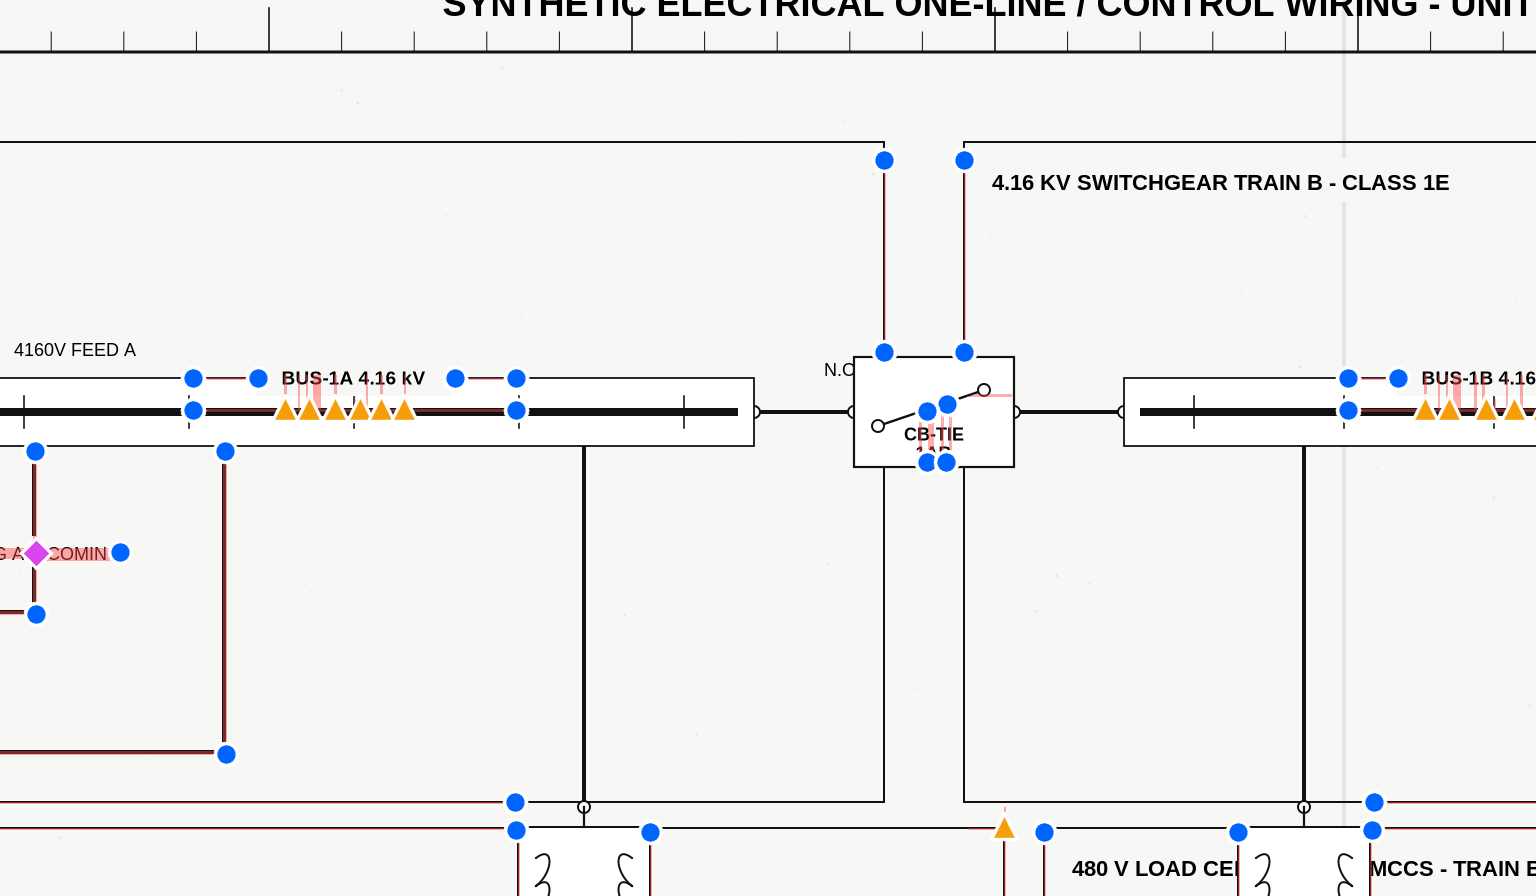 SYNTHETIC ELECTRICAL ONE-LINE / CONTROL WIRING - UNIT
4.16 KV SWITCHGEAR TRAIN B - CLASS 1E
4160V FEED A
N.O
BUS-1A 4.16 kV
BUS-1B 4.16
CB-TIE
G A COMIN
480 V LOAD CE
MCCS - TRAIN B